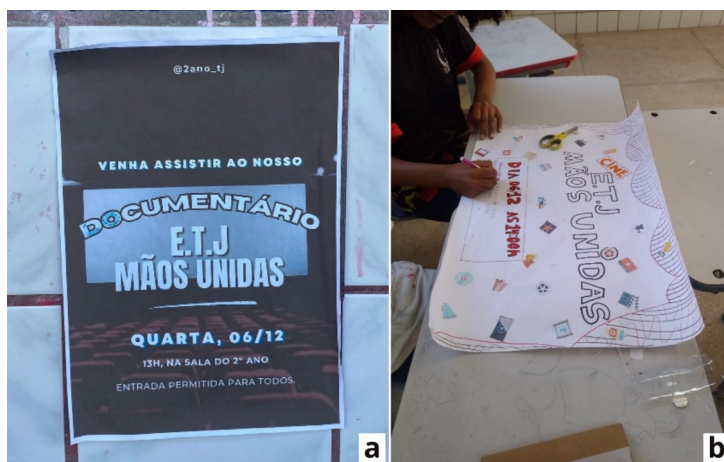 @2ano_tj
VENHA ASSISTIR AO NOSSO
DOCUMENTÁRIO
E.T.J
MÃOS UNIDAS
QUARTA, 06/12
13H, NA SALA DO 2º ANO
ENTRADA PERMITIDA PARA TODOS.
a
CINE
E.T.J
MÃOS UNIDAS
DIA 06/12
b